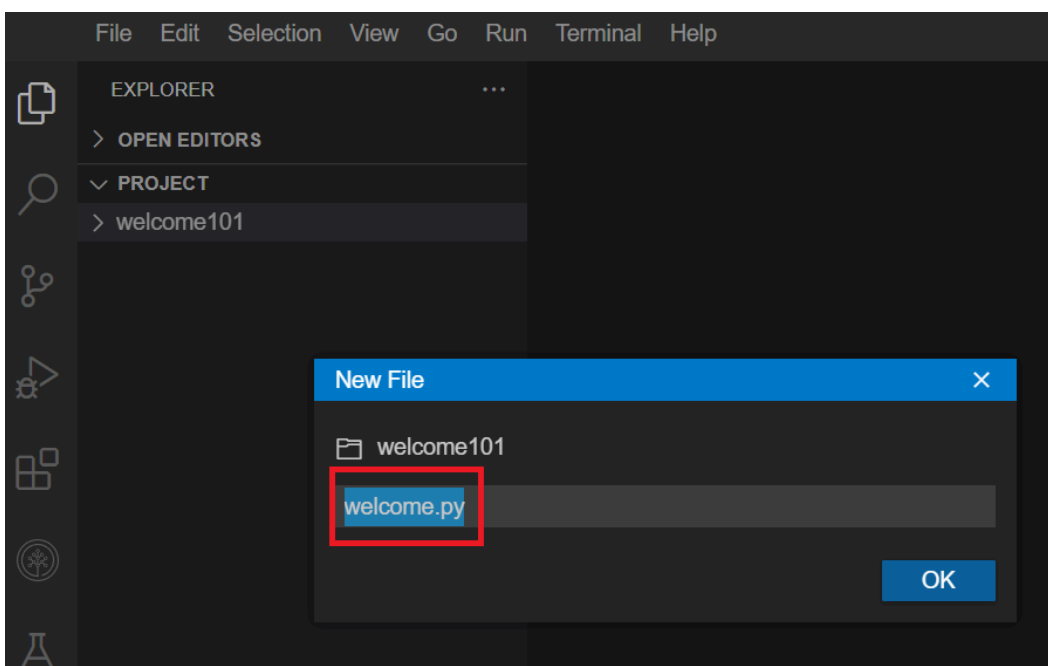 File Edit Selection View Go Run Terminal Help
EXPLORER
OPEN EDITORS
PROJECT
welcome101
New File
welcome101
welcome.py
OK